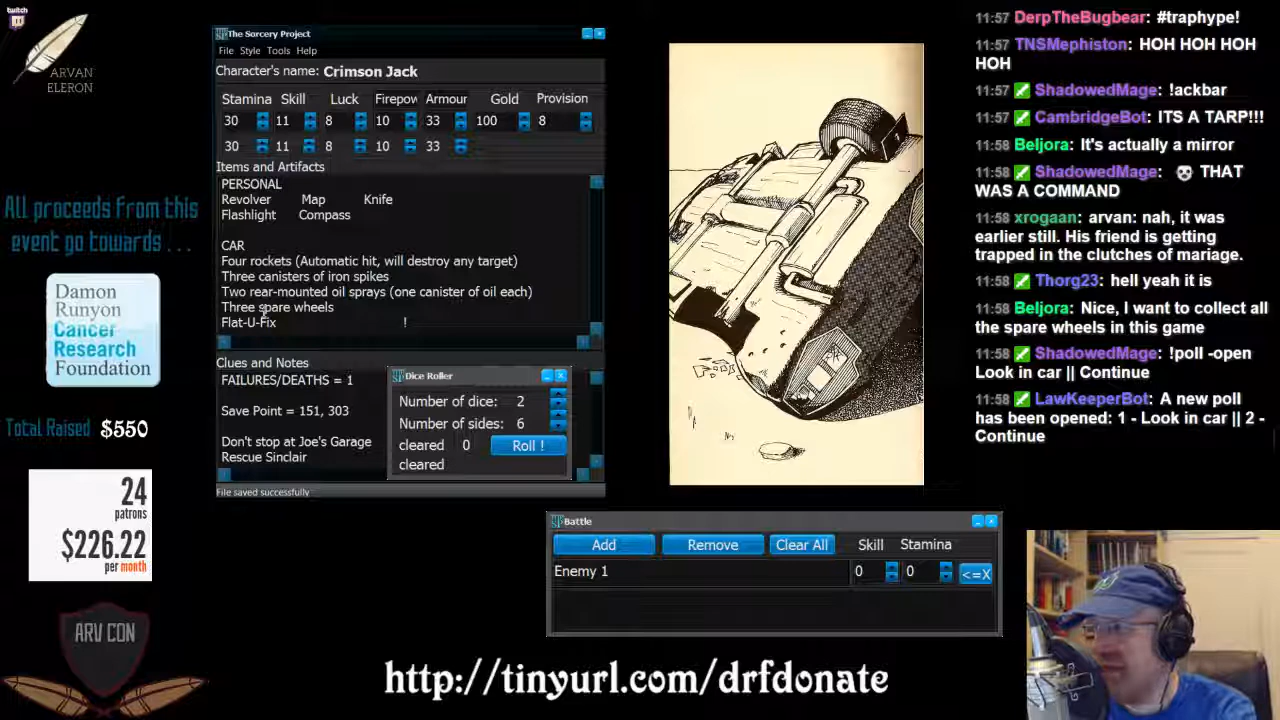 twitch
ARVAN
ELERON
All proceeds from this
event go towards . . .
Damon
Runyon
Cancer
Research
Foundation
Total Raised $550
24
patrons
$226.22
per month
ARV CON
The Sorcery Project
File Style Tools Help
Character's name: Crimson Jack
Stamina Skill Luck Firepow Armour Gold Provision
30 11 8 10 33 100 8
30 11 8 10 33
Items and Artifacts
PERSONAL
Revolver Map Knife
Flashlight Compass
CAR
Four rockets (Automatic hit, will destroy any target)
Three canisters of iron spikes
Two rear-mounted oil sprays (one canister of oil each)
Three spare wheels
Flat-U-Fix !
Clues and Notes
FAILURES/DEATHS = 1
Save Point = 151, 303
Don't stop at Joe's Garage
Rescue Sinclair
File saved successfully
Dice Roller
Number of dice: 2
Number of sides: 6
cleared 0 Roll !
cleared
Battle
Add Remove Clear All Skill Stamina
Enemy 1 0 0 <=X
http://tinyurl.com/drfdonate
11:57 DerpTheBugbear: #traphype!
11:57 TNSMephiston: HOH HOH HOH
HOH
11:57 ShadowedMage: !ackbar
11:57 CambridgeBot: ITS A TARP!!!
11:58 Beljora: It's actually a mirror
11:58 ShadowedMage: 💀 THAT
WAS A COMMAND
11:58 xrogaan: arvan: nah, it was
earlier still. His friend is getting
trapped in the clutches of mariage.
11:58 Thorg23: hell yeah it is
11:58 Beljora: Nice, I want to collect all
the spare wheels in this game
11:58 ShadowedMage: !poll -open
Look in car || Continue
11:58 LawKeeperBot: A new poll
has been opened: 1 - Look in car || 2 -
Continue